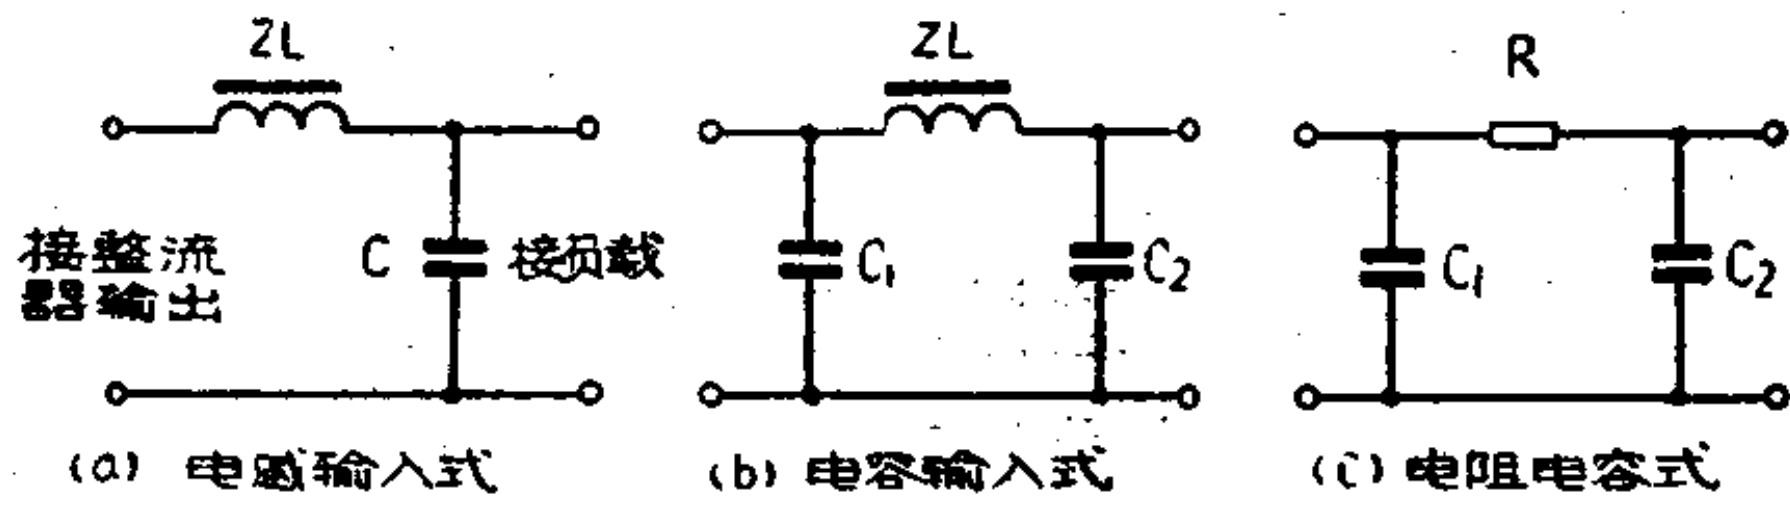 ZL
ZL
R
接整流
器输出
C
接负载
C₁
C₂
C₁
C₂
(a) 电感输入式
(b) 电容输入式
(c) 电阻电容式